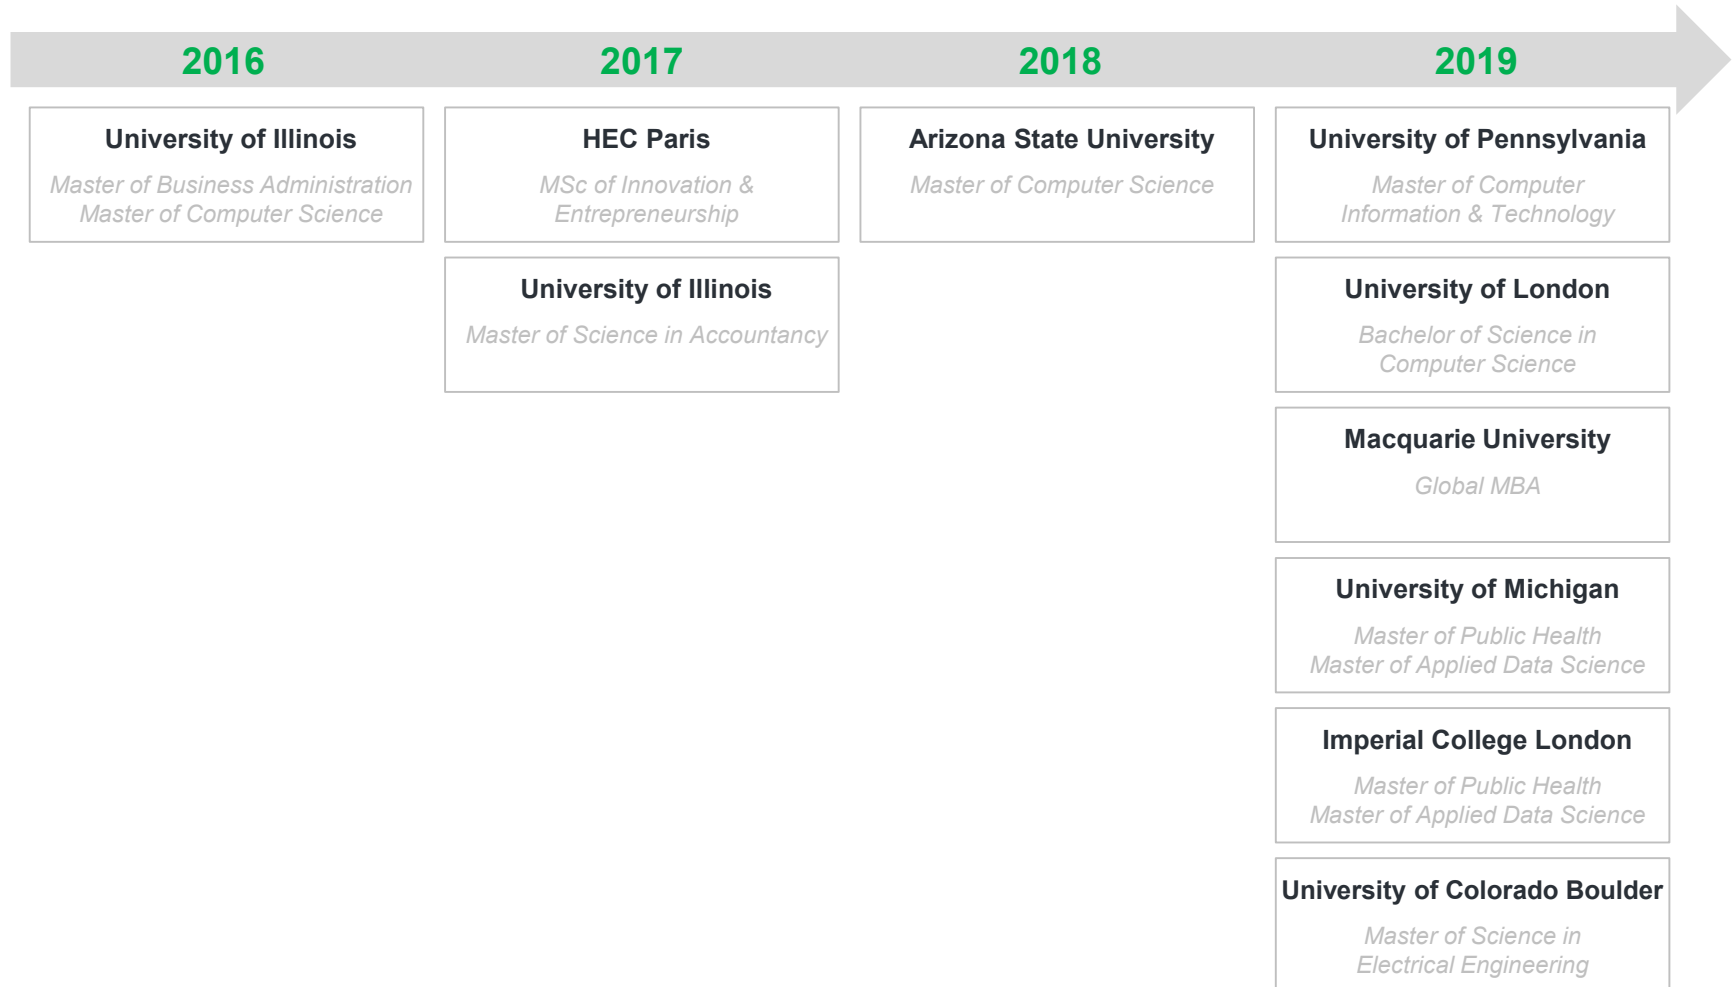 2016
2017
2018
2019
University of Illinois
Master of Business Administration
Master of Computer Science
HEC Paris
MSc of Innovation &
Entrepreneurship
Arizona State University
Master of Computer Science
University of Pennsylvania
Master of Computer
Information & Technology
University of Illinois
Master of Science in Accountancy
University of London
Bachelor of Science in
Computer Science
Macquarie University
Global MBA
University of Michigan
Master of Public Health
Master of Applied Data Science
Imperial College London
Master of Public Health
Master of Applied Data Science
University of Colorado Boulder
Master of Science in
Electrical Engineering